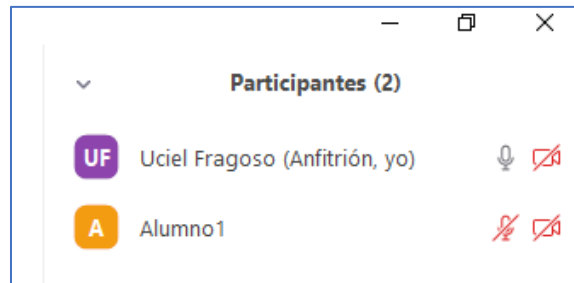 Participantes (2)
UF Uciel Fragoso (Anfitrión, yo)
A Alumno1